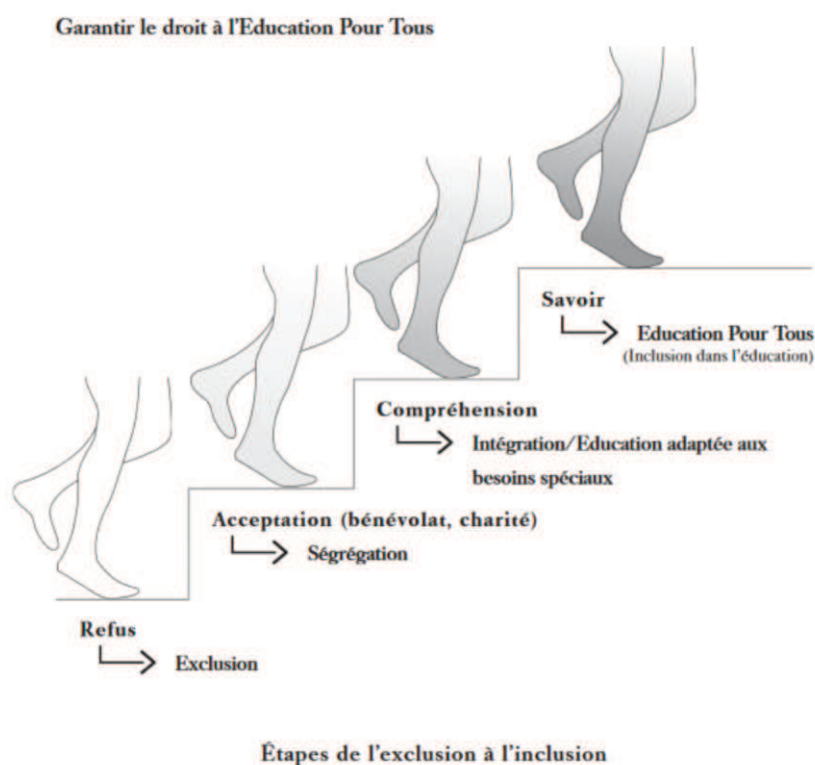 Garantir le droit à l'Education Pour Tous
Savoir
Education Pour Tous
(Inclusion dans l'éducation)
Compréhension
Intégration/Education adaptée aux
besoins spéciaux
Acceptation (bénévolat, charité)
Ségrégation
Refus
Exclusion
Étapes de l'exclusion à l'inclusion